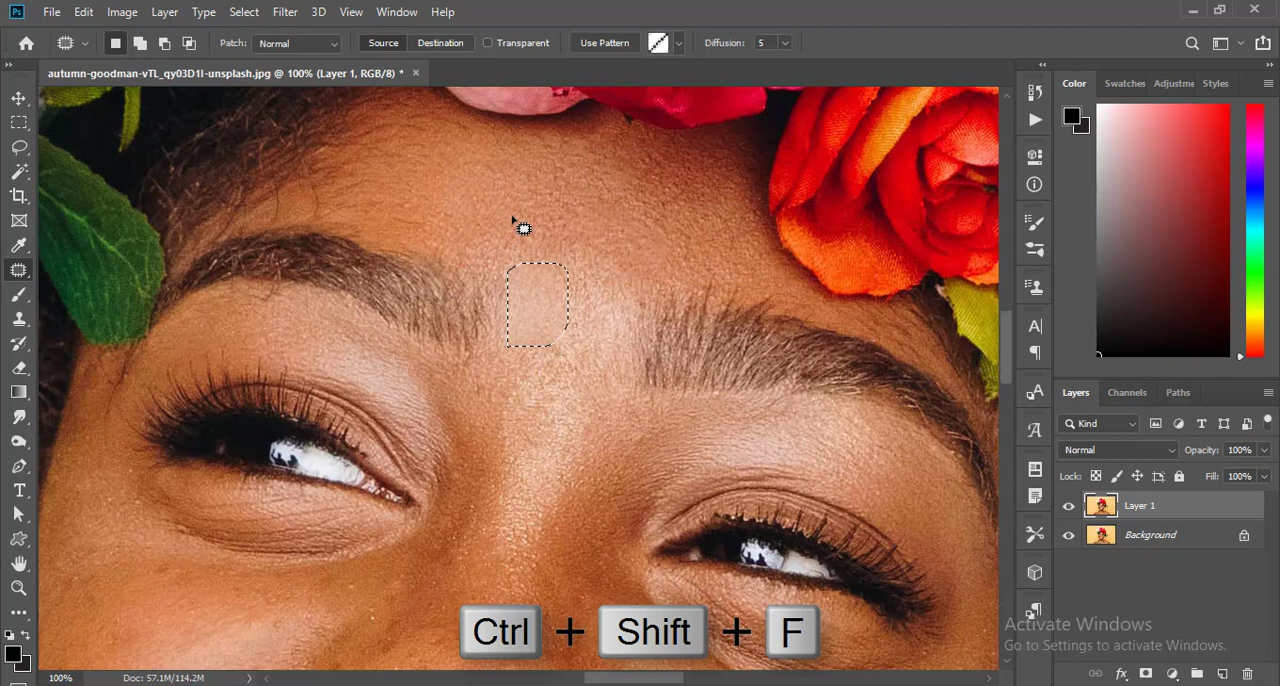 Ps File Edit Image Layer Type Select Filter 3D View Window Help
Patch: Normal Source Destination Transparent Use Pattern Diffusion: 5
autumn-goodman-vTL_qy03D1I-unsplash.jpg @ 100% (Layer 1, RGB/8) *
Color Swatches Adjustme Styles
Layers Channels Paths
Kind
Normal Opacity: 100%
Lock: Fill: 100%
Layer 1
Background
Ctrl + Shift + F
Activate Windows
Go to Settings to activate Windows.
100% Doc: 57.1M/114.2M